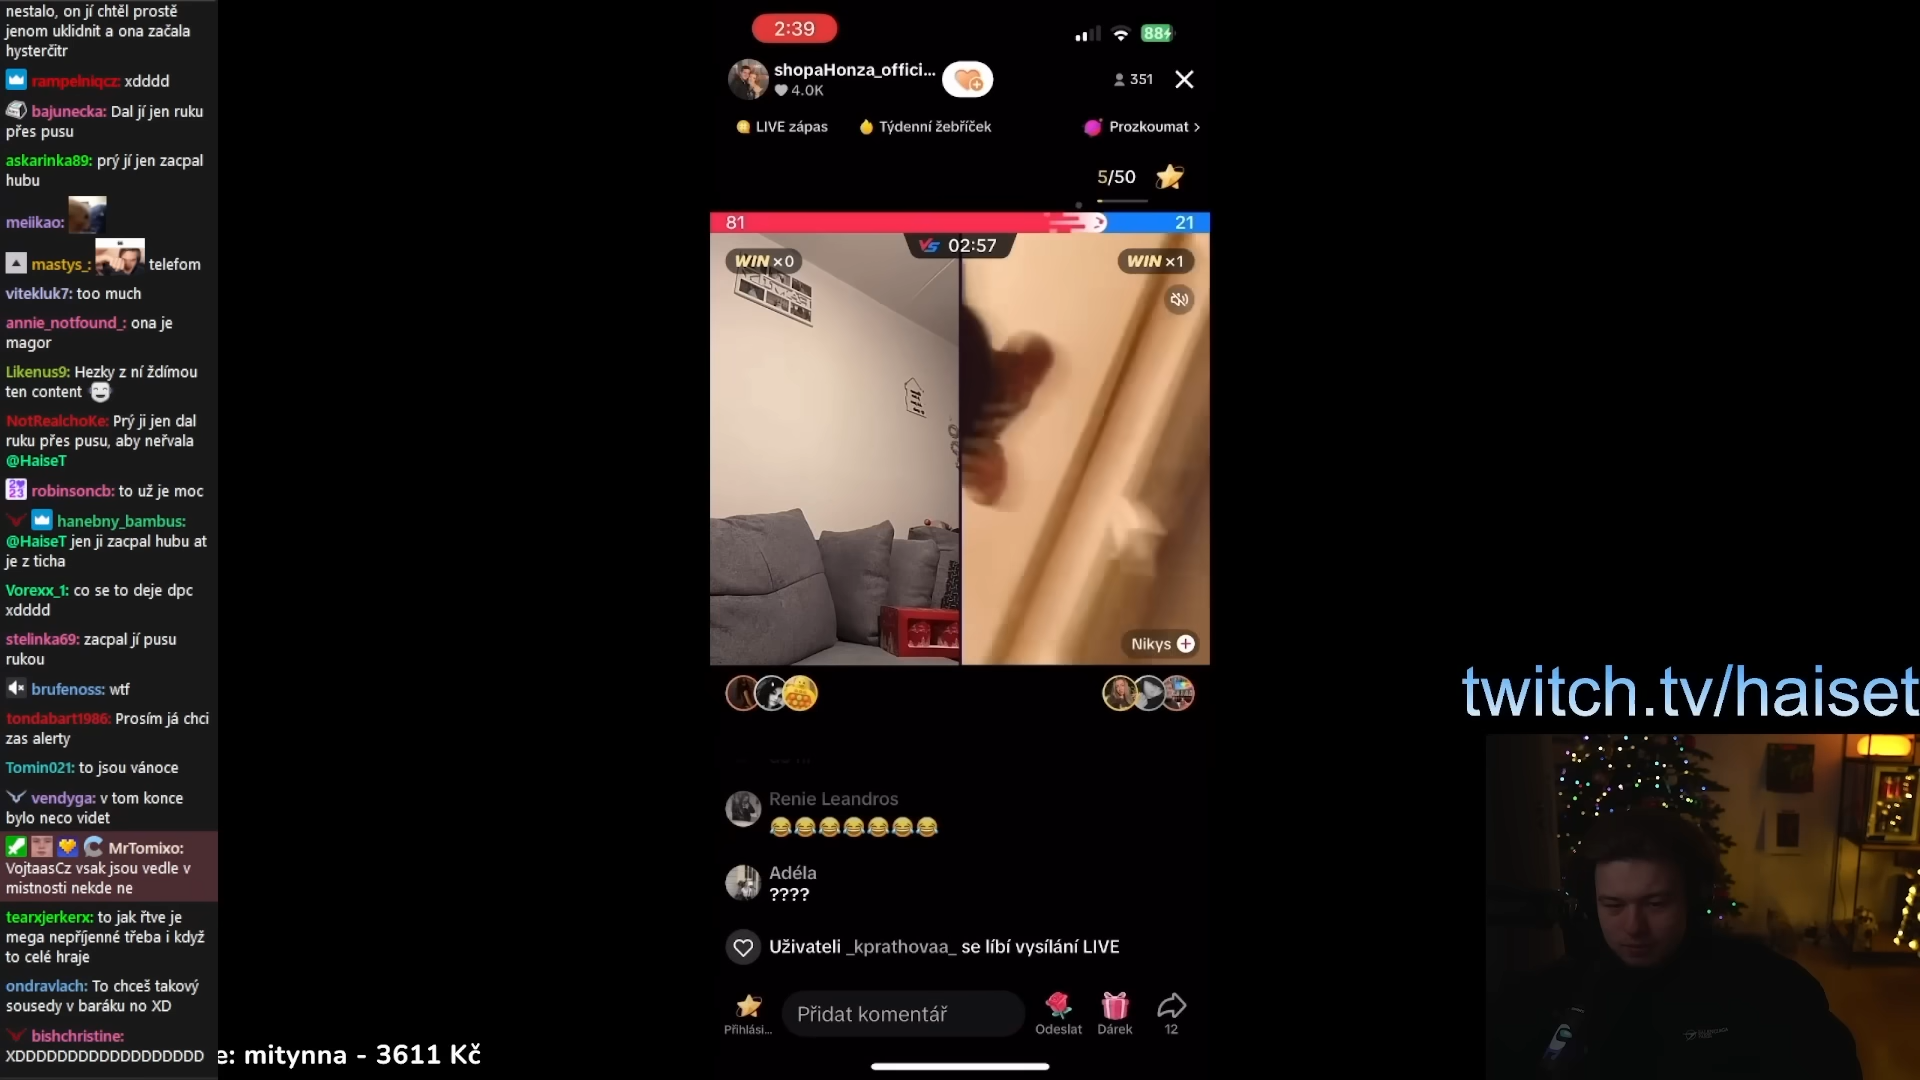 nestalo, on jí chtěl prostě
jenom uklidnit a ona začala
hysterčitr
rampelniqcz: xdddd
bajunecka: Dal jí jen ruku
přes pusu
askarinka89: prý jí jen zacpal
hubu
meiikao:
mastys_: telefom
vitekluk7: too much
annie_notfound_: ona je
magor
Likenus9: Hezky z ní ždímou
ten content
NotRealchoKe: Prý ji jen dal
ruku přes pusu, aby neřvala
@HaiseT
robinsoncb: to už je moc
hanebny_bambus:
@HaiseT jen ji zacpal hubu at
je z ticha
Vorexx_1: co se to deje dpc
xdddd
stelinka69: zacpal jí pusu
rukou
brufenoss: wtf
tondabart1986: Prosím já chci
zas alerty
Tomin021: to jsou vánoce
vendyga: v tom konce
bylo neco videt
MrTomixo:
VojtaasCz vsak jsou vedle v
mistnosti nekde ne
tearxjerkerx: to jak řtve je
mega nepříjenné třeba i když
to celé hraje
ondravlach: To chceš takový
sousedy v baráku no XD
bishchristine:
XDDDDDDDDDDDDDDDDDD
e: mitynna - 3611 Kč
2:39
88
shopaHonza_offici...
4.0K
351
LIVE zápas
Týdenní žebříček
Prozkoumat >
5/50
81
21
VS 02:57
WIN ×0
WIN ×1
Nikys
Renie Leandros
😂😂😂😂😂😂😂
Adéla
????
Uživateli _kprathovaa_ se líbí vysílání LIVE
Přihlási...
Přidat komentář
Odeslat
Dárek
12
twitch.tv/haiset